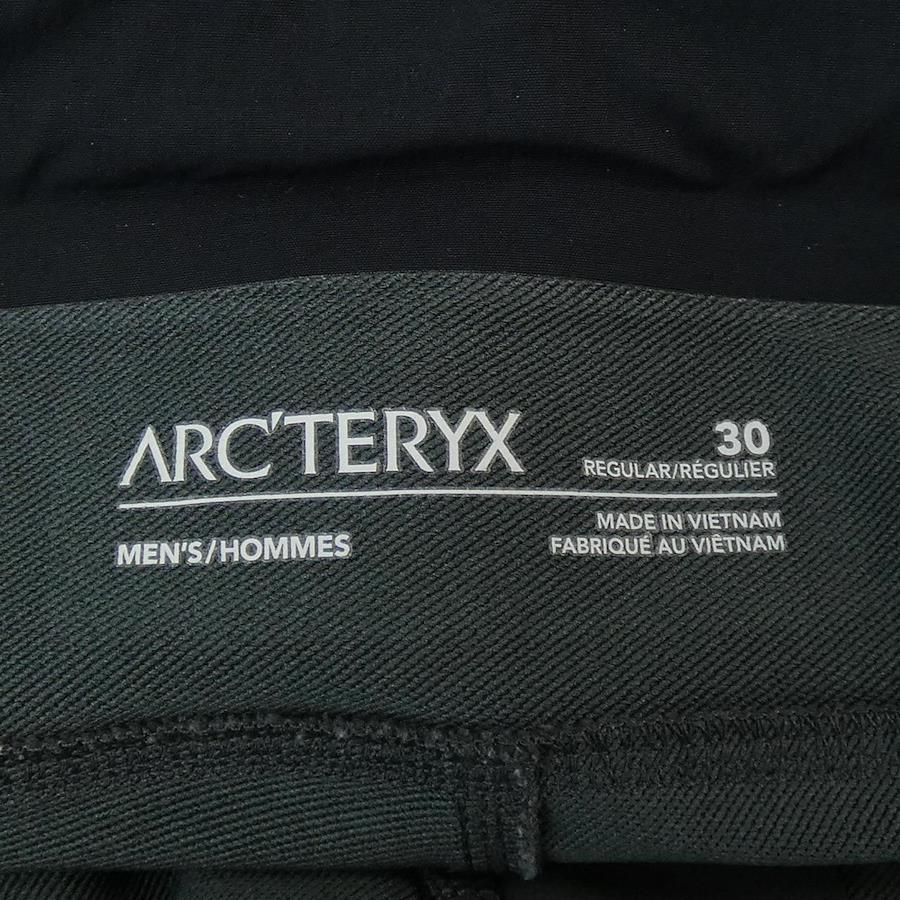 ARC'TERYX
30
REGULAR/RÉGULIER
MEN'S/HOMMES
MADE IN VIETNAM
FABRIQUÉ AU VIÊTNAM